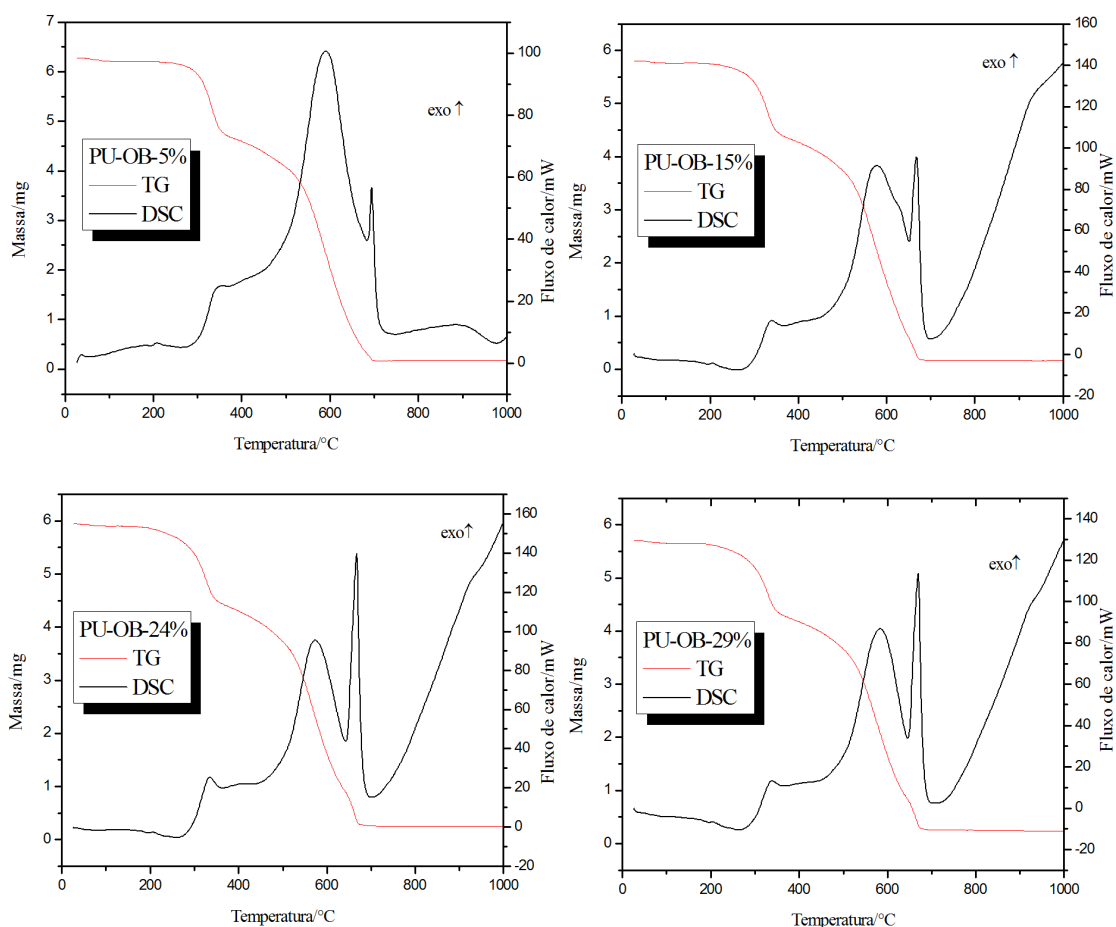 7
6
5
4
3
2
1
0
Massa/mg
PU-OB-5%
TG
DSC
exo ↑
100
80
60
40
20
0
Fluxo de calor/mW
0 200 400 600 800 1000
Temperatura/°C
6
5
4
3
2
1
0
Massa/mg
PU-OB-15%
TG
DSC
exo ↑
160
140
120
100
80
60
40
20
0
-20
Fluxo de calor/mW
0 200 400 600 800 1000
Temperatura/°C
6
5
4
3
2
1
0
Massa/mg
PU-OB-24%
TG
DSC
exo↑
160
140
120
100
80
60
40
20
0
-20
Fluxo de calor/mW
0 200 400 600 800 1000
Temperatura/°C
6
5
4
3
2
1
0
Massa/mg
PU-OB-29%
TG
DSC
exo↑
140
120
100
80
60
40
20
0
-20
Fluxo de calor/mW
0 200 400 600 800 1000
Temperatura/°C